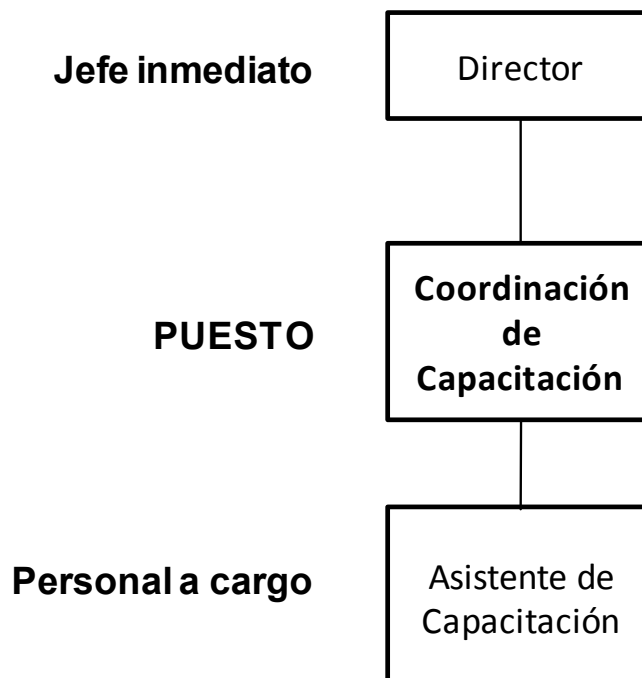 Jefe inmediato
Director
PUESTO
Coordinación
de
Capacitación
Personal a cargo
Asistente de
Capacitación